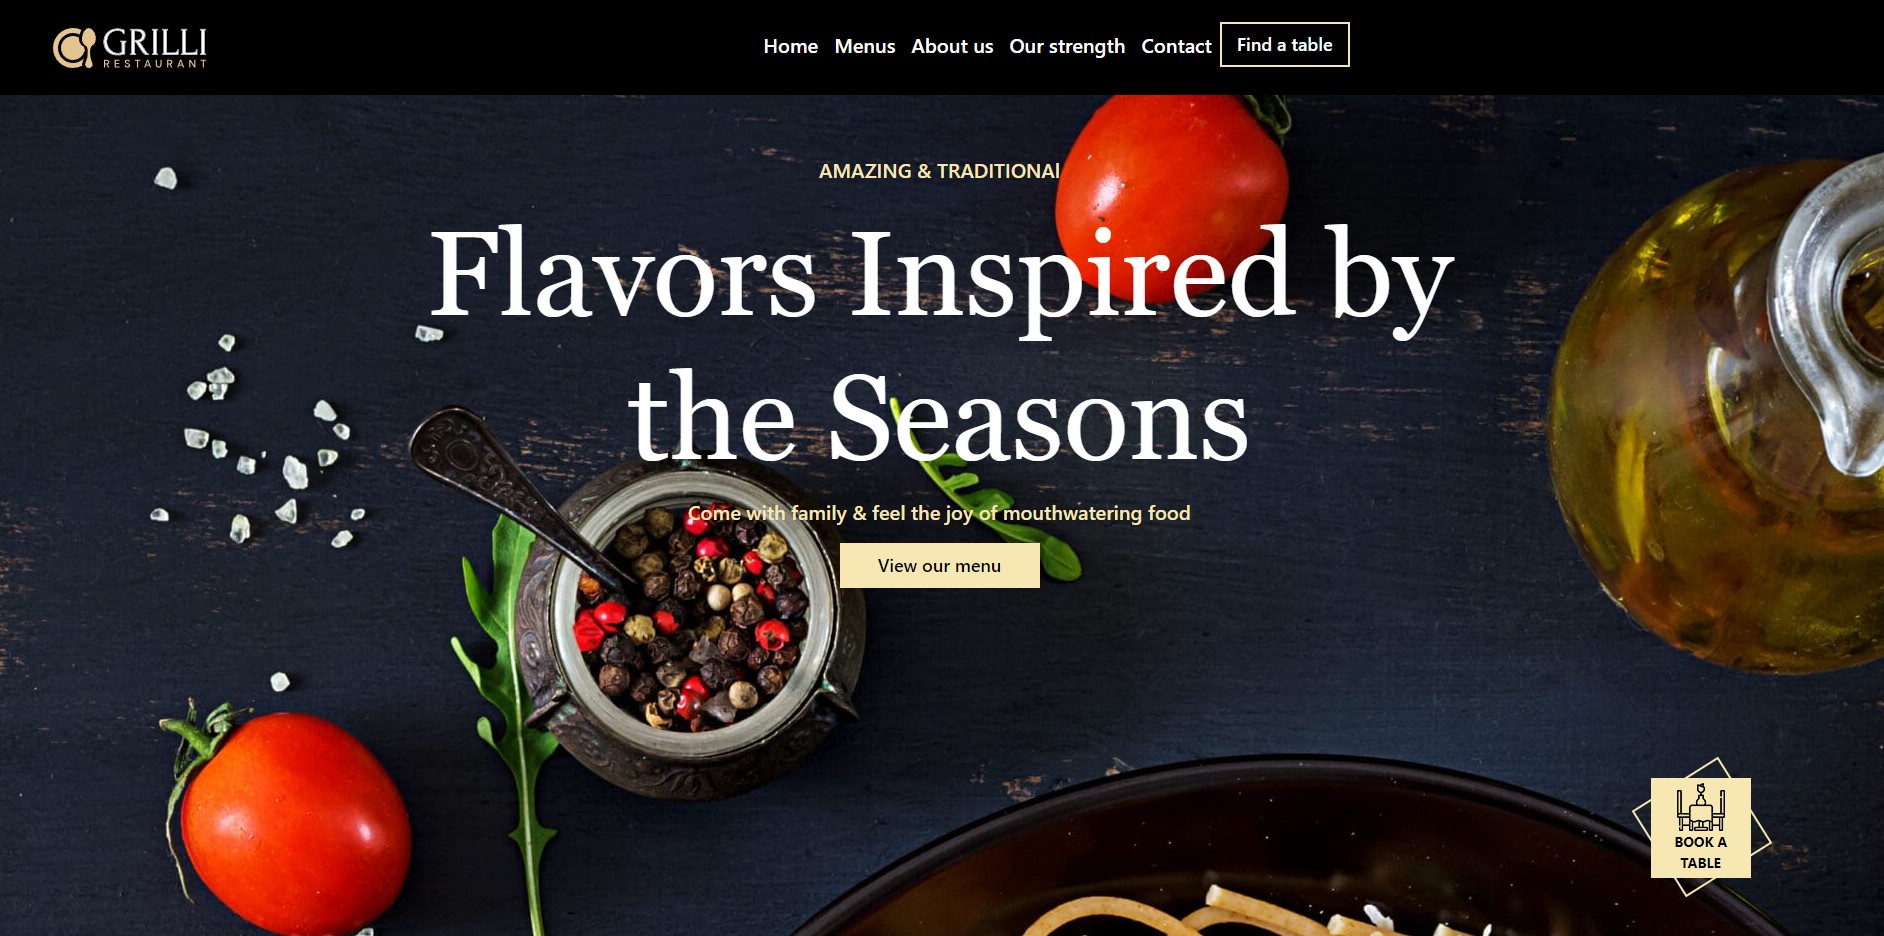 GRILLI
RESTAURANT
Home Menus About us Our strength Contact Find a table
AMAZING & TRADITIONAl
Flavors Inspired by
the Seasons
Come with family & feel the joy of mouthwatering food
View our menu
BOOK A
TABLE